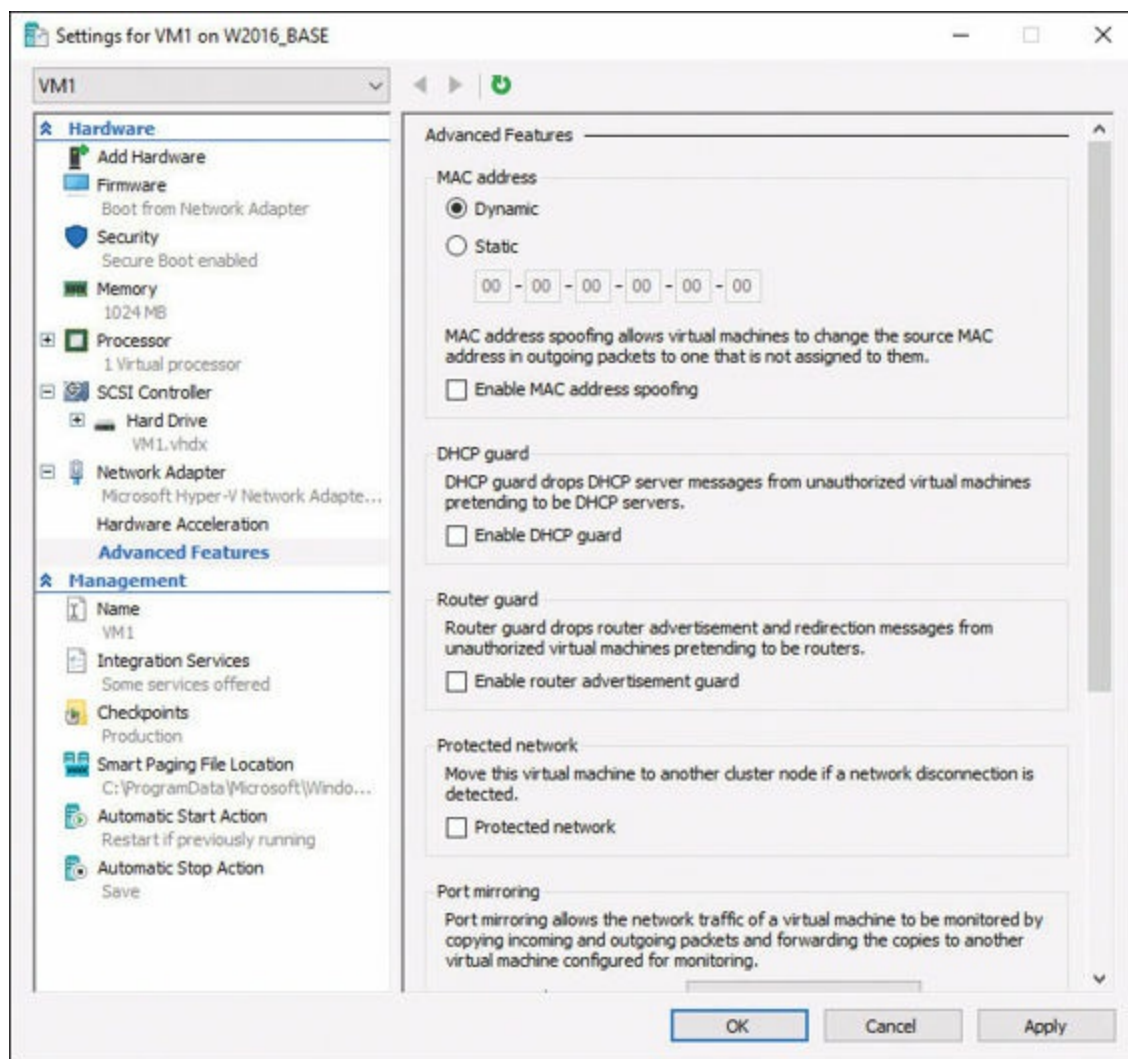 Settings for VM1 on W2016_BASE
VM1
Hardware
Add Hardware
Firmware
Boot from Network Adapter
Security
Secure Boot enabled
Memory
1024 MB
Processor
1 Virtual processor
SCSI Controller
Hard Drive
VM1.vhdx
Network Adapter
Microsoft Hyper-V Network Adapte...
Hardware Acceleration
Advanced Features
Management
Name
VM1
Integration Services
Some services offered
Checkpoints
Production
Smart Paging File Location
C:\ProgramData\Microsoft\Windo...
Automatic Start Action
Restart if previously running
Automatic Stop Action
Save
Advanced Features
MAC address
Dynamic
Static
00 - 00 - 00 - 00 - 00 - 00
MAC address spoofing allows virtual machines to change the source MAC
address in outgoing packets to one that is not assigned to them.
Enable MAC address spoofing
DHCP guard
DHCP guard drops DHCP server messages from unauthorized virtual machines
pretending to be DHCP servers.
Enable DHCP guard
Router guard
Router guard drops router advertisement and redirection messages from
unauthorized virtual machines pretending to be routers.
Enable router advertisement guard
Protected network
Move this virtual machine to another cluster node if a network disconnection is
detected.
Protected network
Port mirroring
Port mirroring allows the network traffic of a virtual machine to be monitored by
copying incoming and outgoing packets and forwarding the copies to another
virtual machine configured for monitoring.
OK
Cancel
Apply